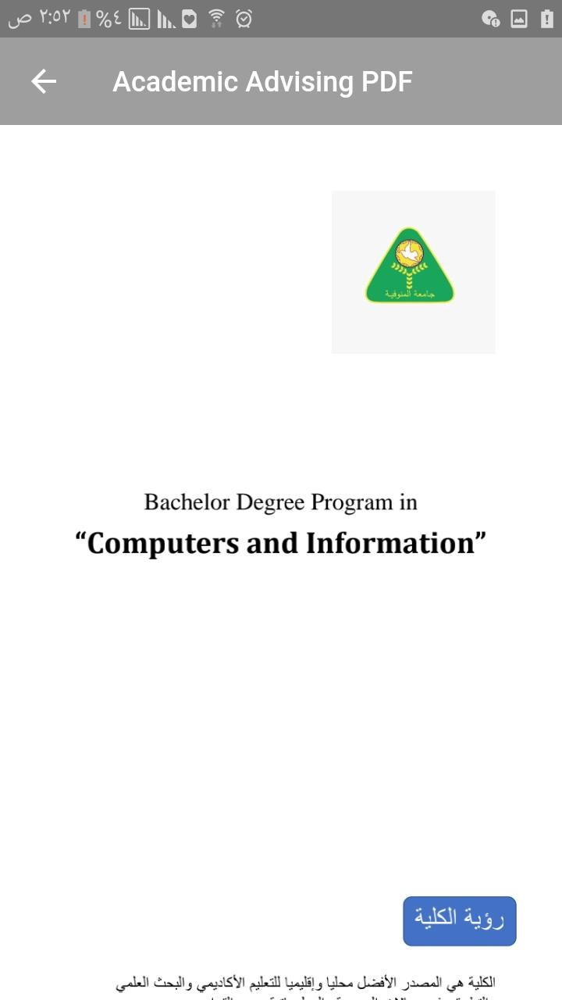 ص ٢:٥٢ %٤
Academic Advising PDF
جامعة المنوفية
Bachelor Degree Program in
“Computers and Information”
رؤية الكلية
الكلية هي المصدر الأفضل محليا وإقليميا للتعليم الأكاديمي والبحث العلمي